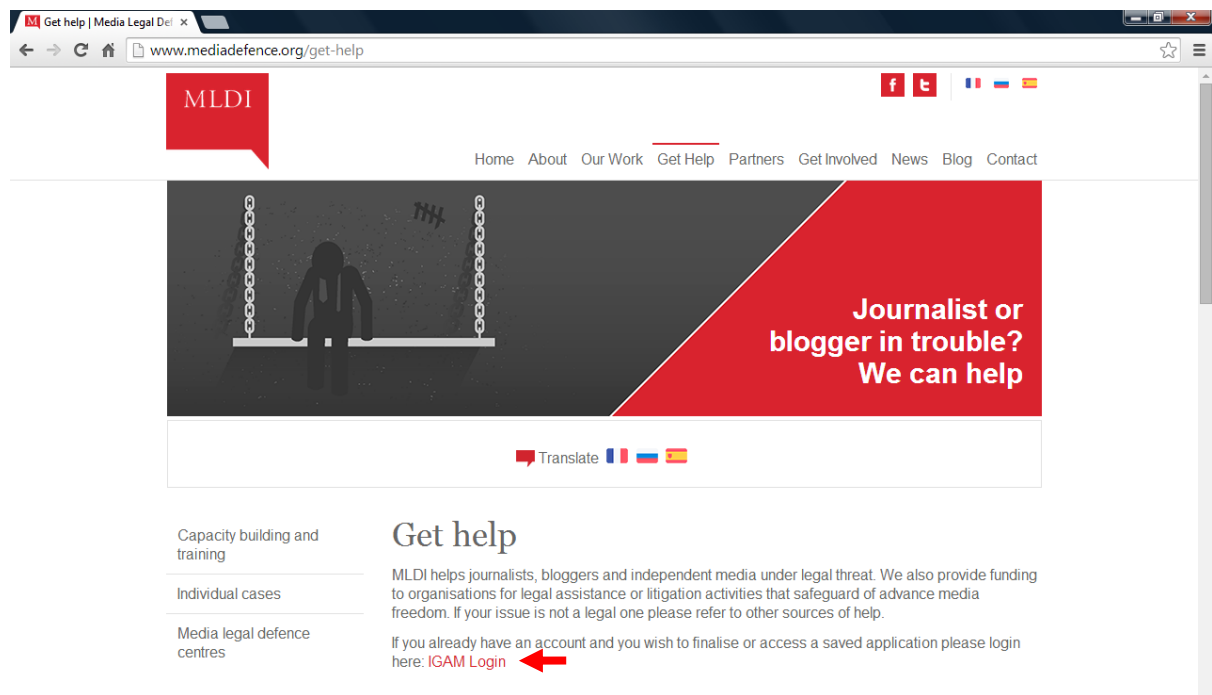 Get help | Media Legal Def
www.mediadefence.org/get-help
MLDI
Home About Our Work Get Help Partners Get Involved News Blog Contact
Journalist or
blogger in trouble?
We can help
Translate
Capacity building and
training
Individual cases
Media legal defence
centres
Get help
MLDI helps journalists, bloggers and independent media under legal threat. We also provide funding
to organisations for legal assistance or litigation activities that safeguard of advance media
freedom. If your issue is not a legal one please refer to other sources of help.
If you already have an account and you wish to finalise or access a saved application please login
here: IGAM Login